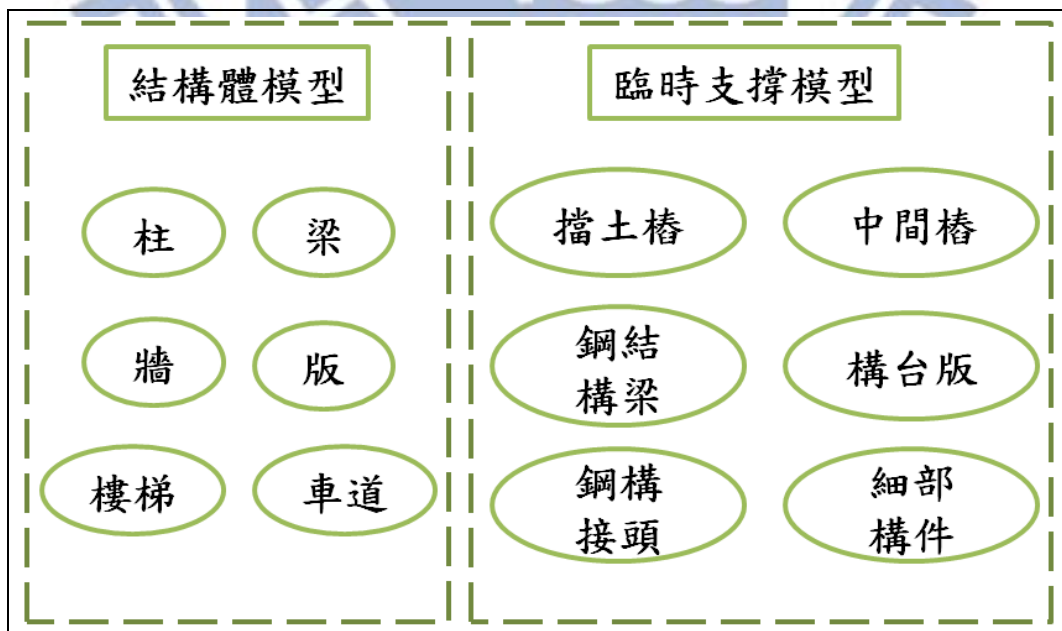 結構體模型
柱
梁
牆
版
樓梯
車道
臨時支撐模型
擋土樁
中間樁
鋼結
構梁
構台版
鋼構
接頭
細部
構件